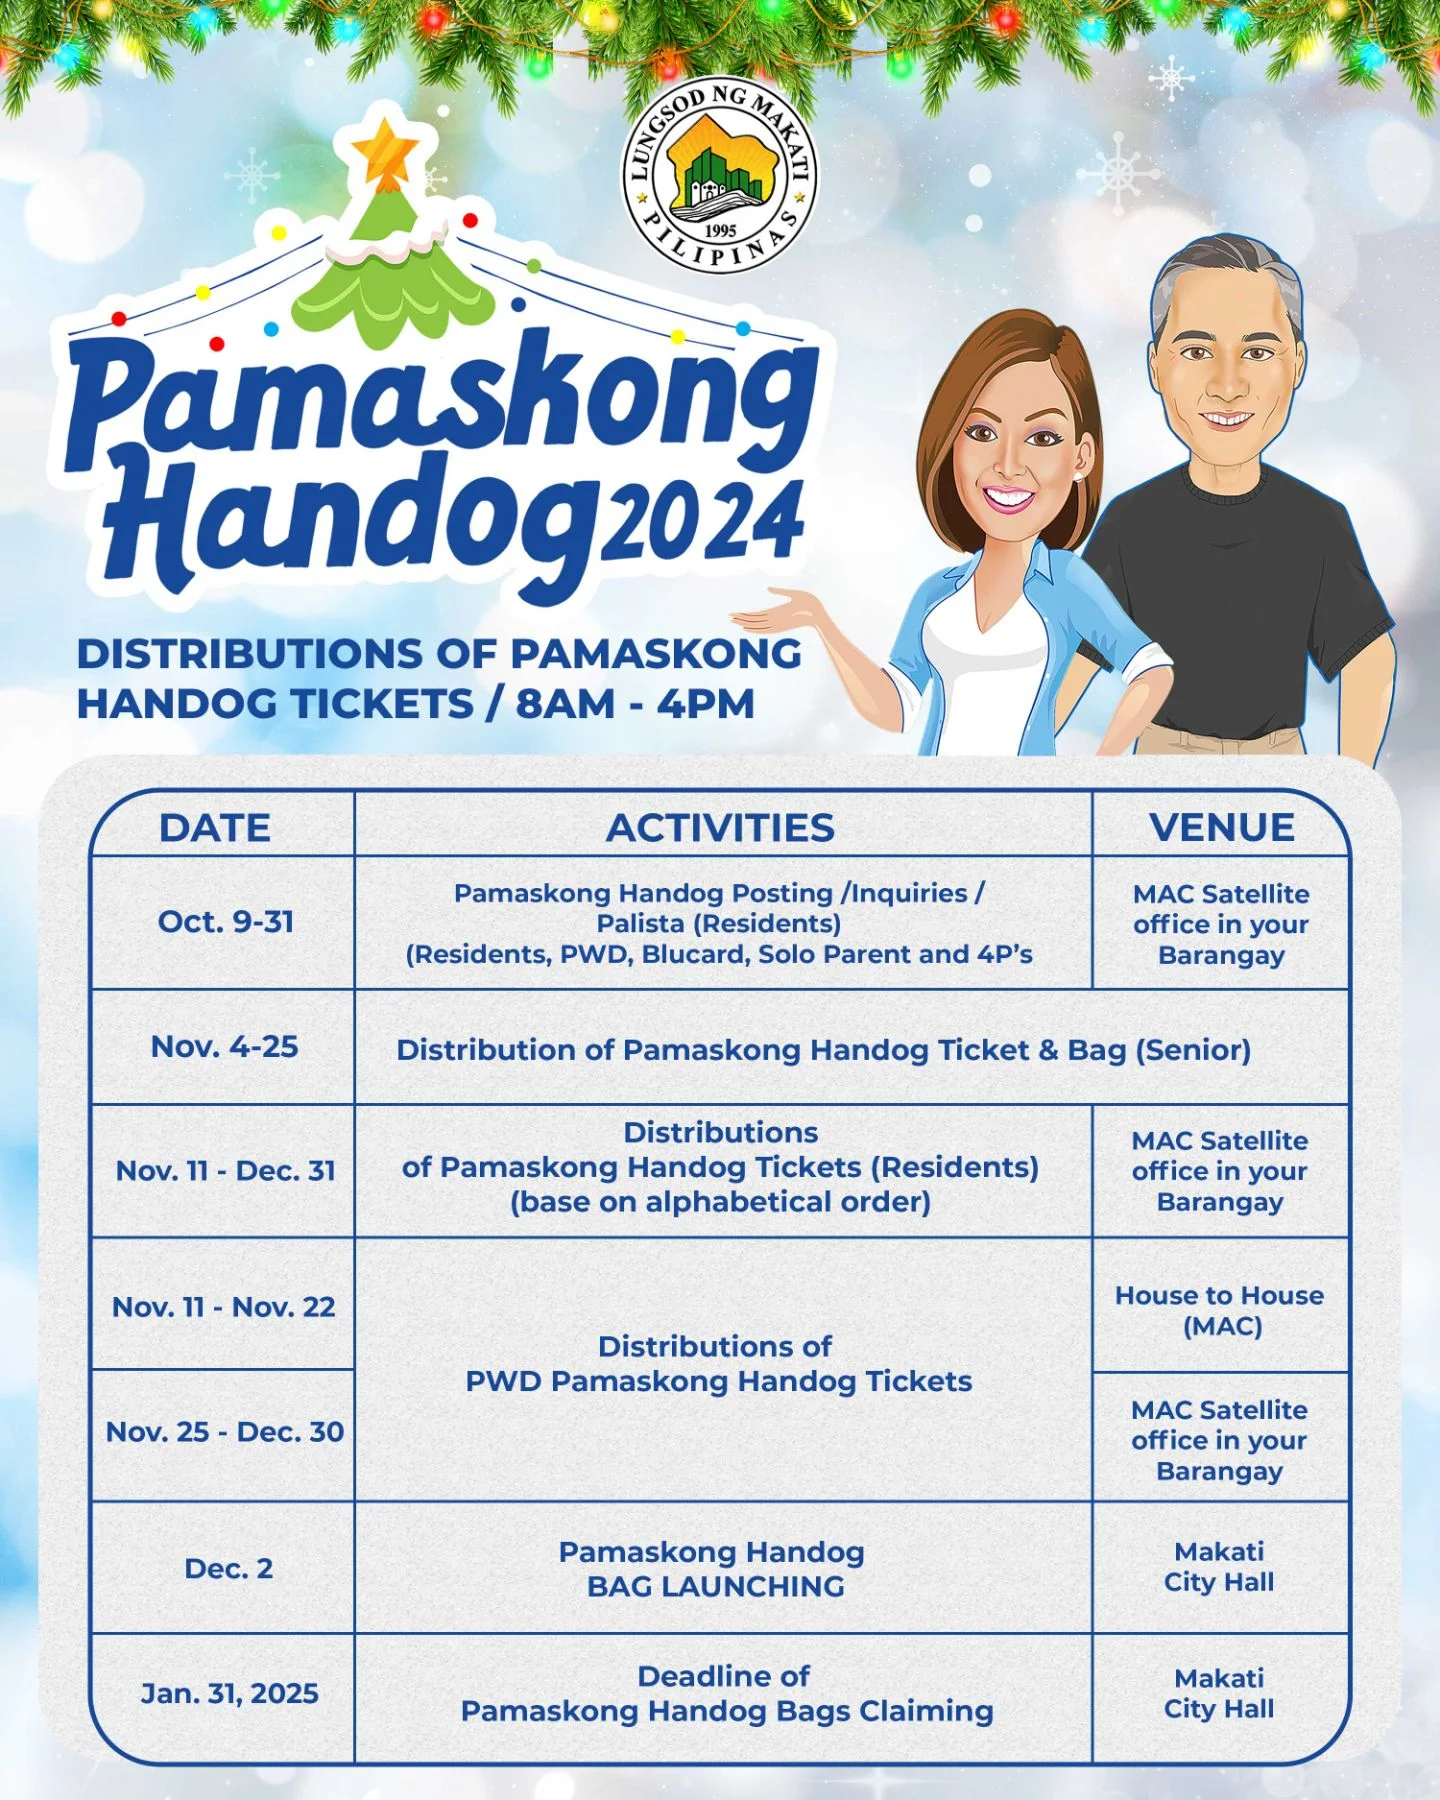 LUNGSOD NG MAKATI
1995
PILIPINAS
Pamaskong
Handog 2024
DISTRIBUTIONS OF PAMASKONG
HANDOG TICKETS / 8AM - 4PM
DATE
ACTIVITIES
VENUE
Oct. 9-31
Pamaskong Handog Posting /Inquiries /
Palista (Residents)
(Residents, PWD, Blucard, Solo Parent and 4P's
MAC Satellite
office in your
Barangay
Nov. 4-25
Distribution of Pamaskong Handog Ticket & Bag (Senior)
Nov. 11 - Dec. 31
Distributions
of Pamaskong Handog Tickets (Residents)
(base on alphabetical order)
MAC Satellite
office in your
Barangay
Nov. 11 - Nov. 22
Distributions of
PWD Pamaskong Handog Tickets
House to House
(MAC)
Nov. 25 - Dec. 30
MAC Satellite
office in your
Barangay
Dec. 2
Pamaskong Handog
BAG LAUNCHING
Makati
City Hall
Jan. 31, 2025
Deadline of
Pamaskong Handog Bags Claiming
Makati
City Hall